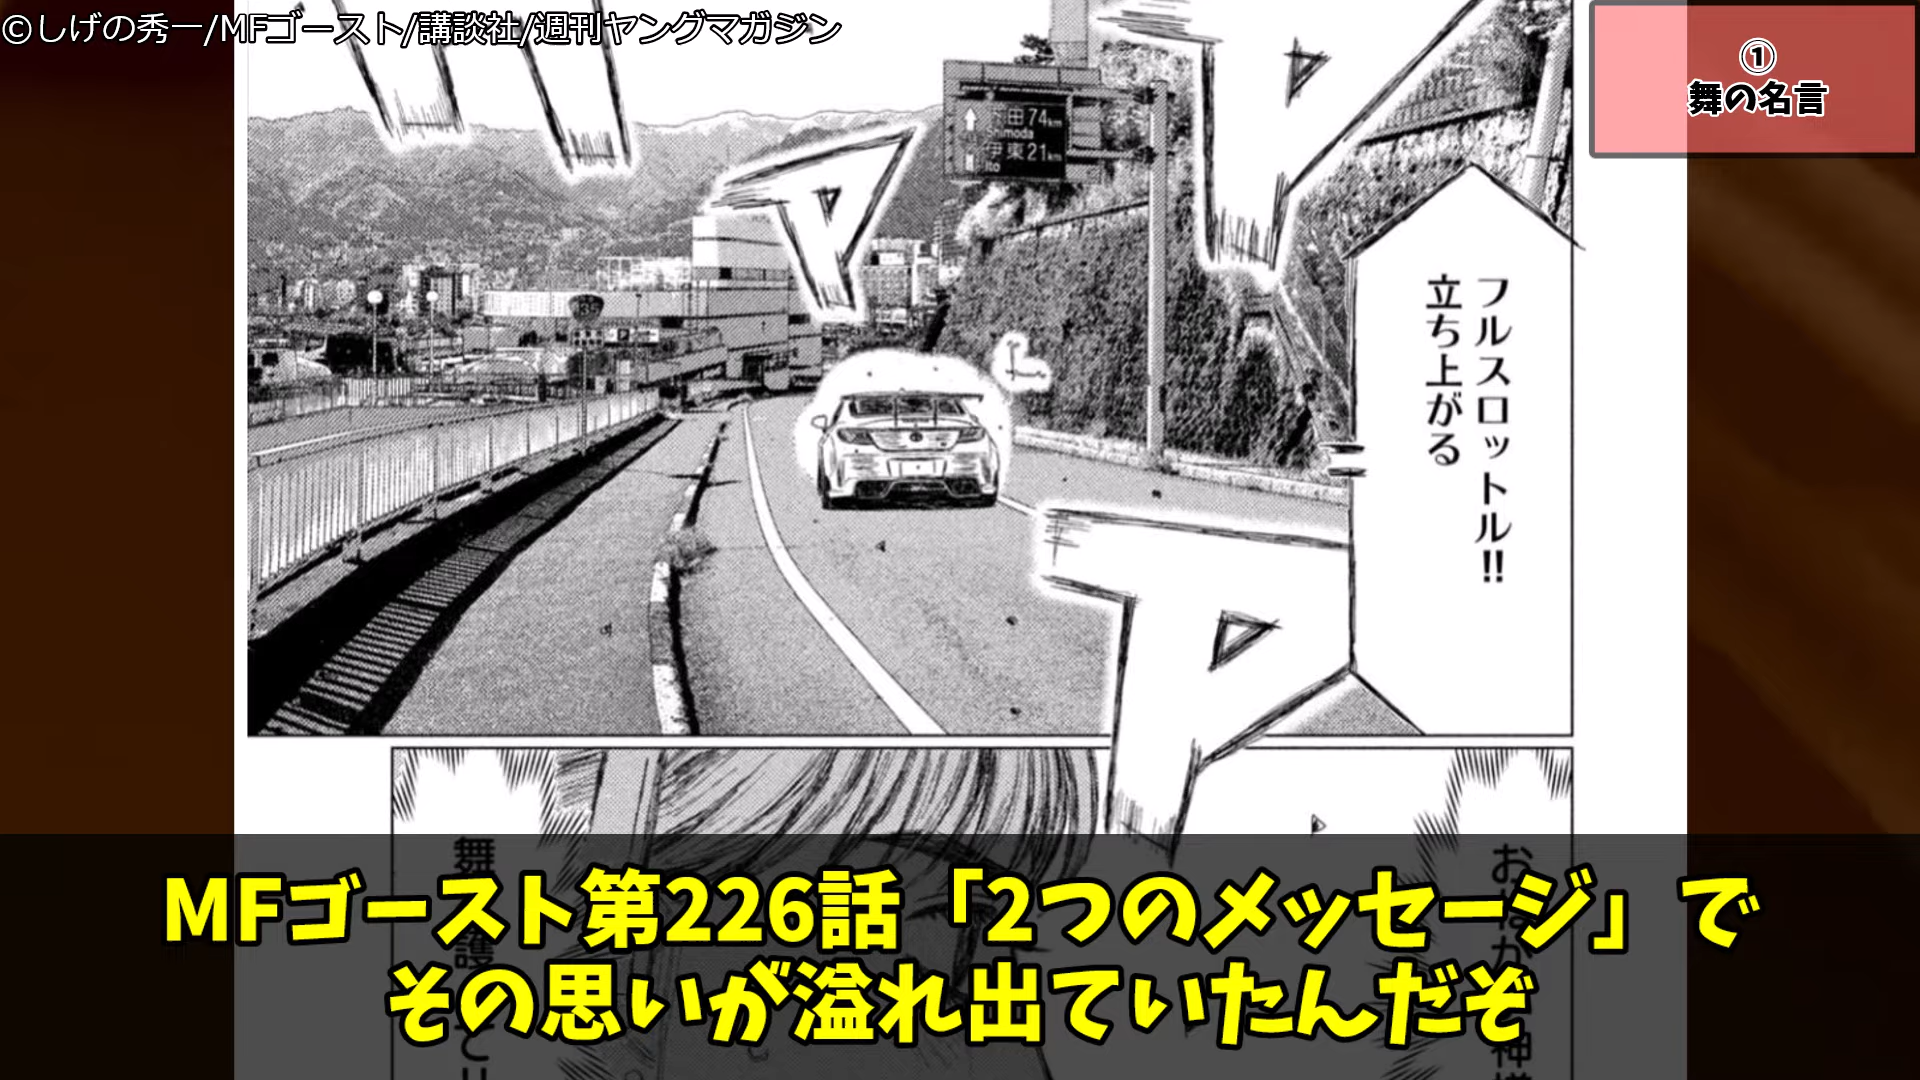 ©しげの秀一/MFゴースト/講談社/週刊ヤングマガジン
①
舞の名言
下田 74km
Shimoda
伊東 21km
Ito
フルスロットル!!
立ち上がる
MFゴースト第226話「2つのメッセージ」で
その思いが溢れ出ていたんだぞ